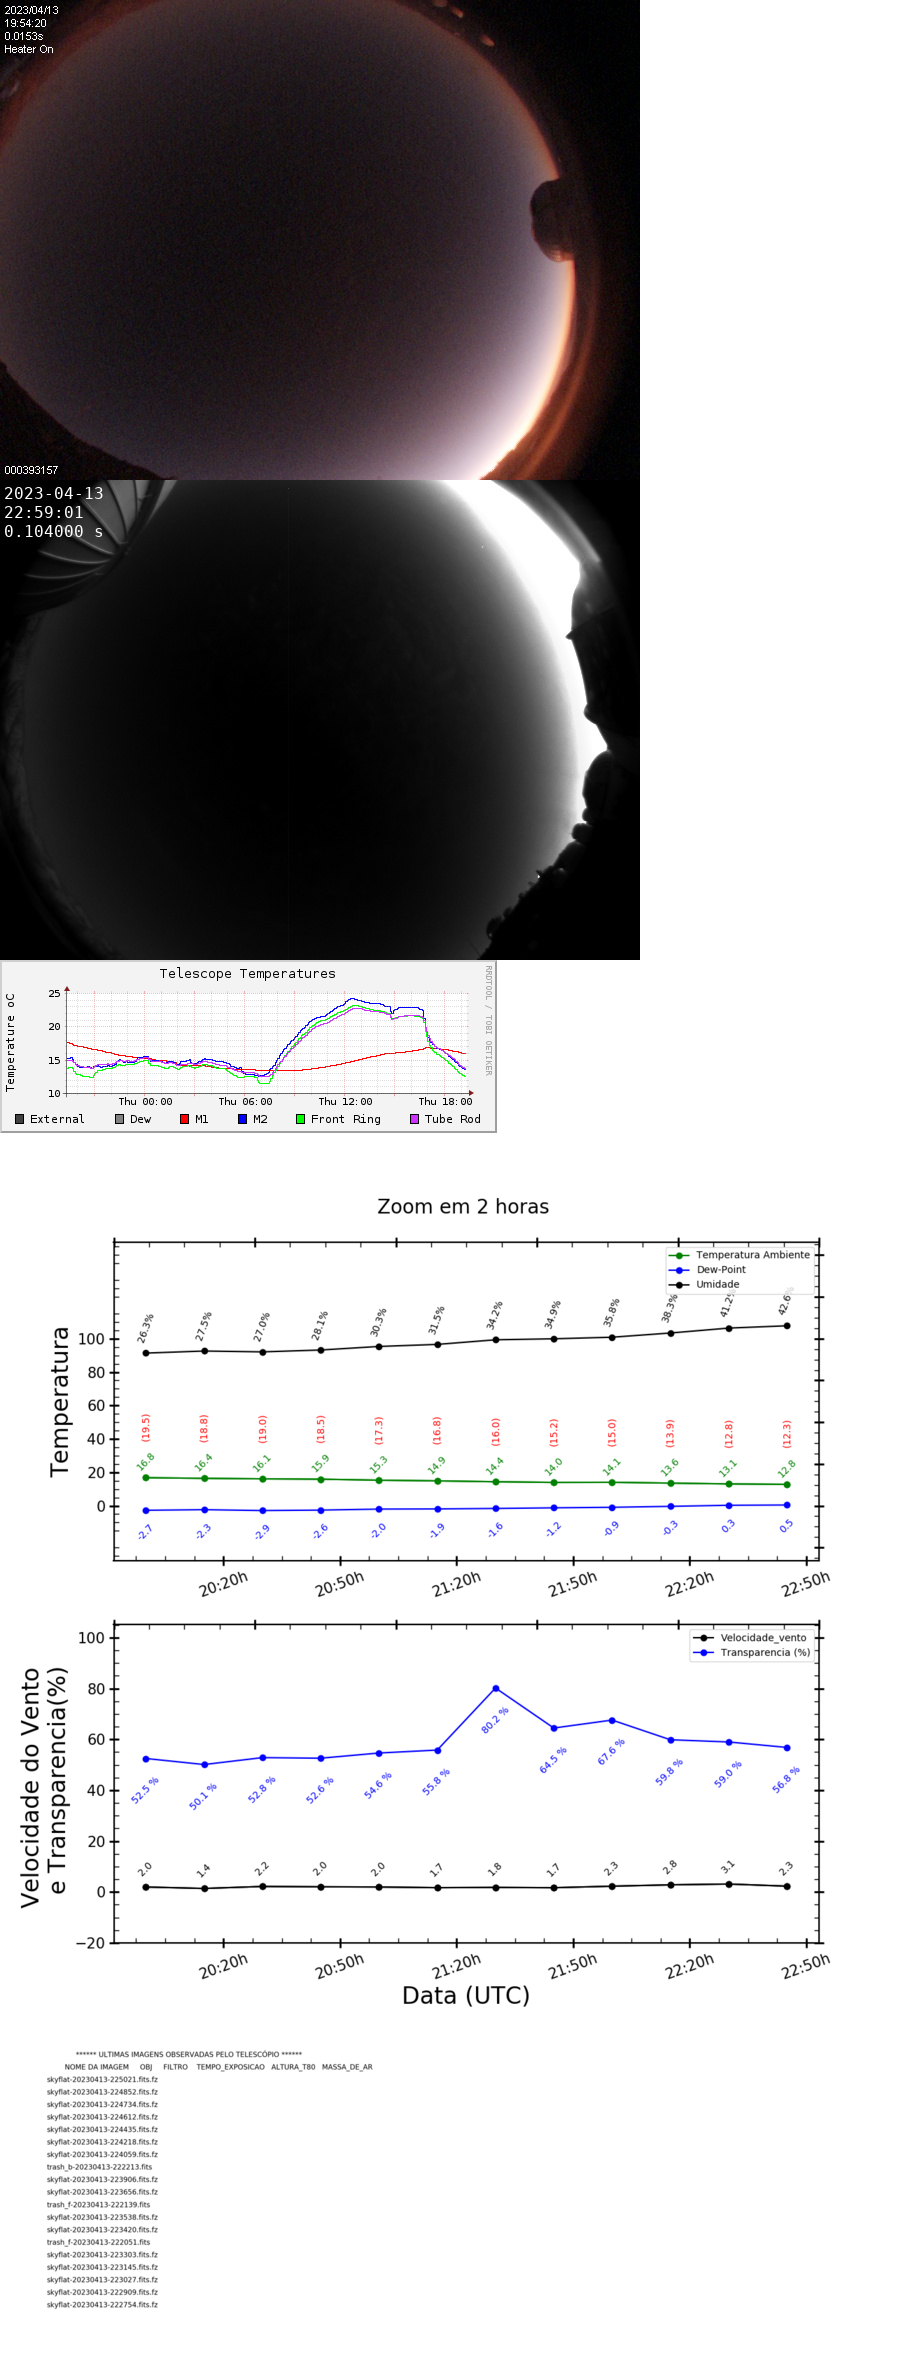 2023/04/13
19:54:20
0.0153s
Heater On
000393157
2023-04-13
22:59:01
0.104000 s
Telescope Temperatures
RRDTOOL / TOBI OETIKER
Temperature oC
25
20
15
10
Thu 00:00 Thu 06:00 Thu 12:00 Thu 18:00
External Dew M1 M2 Front Ring Tube Rod
Zoom em 2 horas
Temperatura Ambiente
Dew-Point
Umidade
Temperatura
100
80
60
40
20
0
26.3% 27.5% 27.0% 28.1% 30.3% 31.5% 34.2% 34.9% 35.8% 38.3% 41.2% 42.6%
(19.5) (18.8) (19.0) (18.5) (17.3) (16.8) (16.0) (15.2) (15.0) (13.9) (12.8) (12.3)
16.8 16.4 16.1 15.9 15.3 14.9 14.4 14.0 14.1 13.6 13.1 12.8
-2.7 -2.3 -2.9 -2.6 -2.0 -1.9 -1.6 -1.2 -0.9 -0.3 0.3 0.5
20:20h 20:50h 21:20h 21:50h 22:20h 22:50h
Velocidade_vento
Transparencia (%)
Velocidade do Vento
e Transparencia(%)
100
80
60
40
20
0
−20
52.5 % 50.1 % 52.8 % 52.6 % 54.6 % 55.8 % 80.2 % 64.5 % 67.6 % 59.8 % 59.0 % 56.8 %
2.0 1.4 2.2 2.0 2.0 1.7 1.8 1.7 2.3 2.8 3.1 2.3
20:20h 20:50h 21:20h 21:50h 22:20h 22:50h
Data (UTC)
****** ULTIMAS IMAGENS OBSERVADAS PELO TELESCÓPIO ******
NOME DA IMAGEM OBJ FILTRO TEMPO_EXPOSICAO ALTURA_T80 MASSA_DE_AR
skyflat-20230413-225021.fits.fz
skyflat-20230413-224852.fits.fz
skyflat-20230413-224734.fits.fz
skyflat-20230413-224612.fits.fz
skyflat-20230413-224435.fits.fz
skyflat-20230413-224218.fits.fz
skyflat-20230413-224059.fits.fz
trash_b-20230413-222213.fits
skyflat-20230413-223906.fits.fz
skyflat-20230413-223656.fits.fz
trash_f-20230413-222139.fits
skyflat-20230413-223538.fits.fz
skyflat-20230413-223420.fits.fz
trash_f-20230413-222051.fits
skyflat-20230413-223303.fits.fz
skyflat-20230413-223145.fits.fz
skyflat-20230413-223027.fits.fz
skyflat-20230413-222909.fits.fz
skyflat-20230413-222754.fits.fz